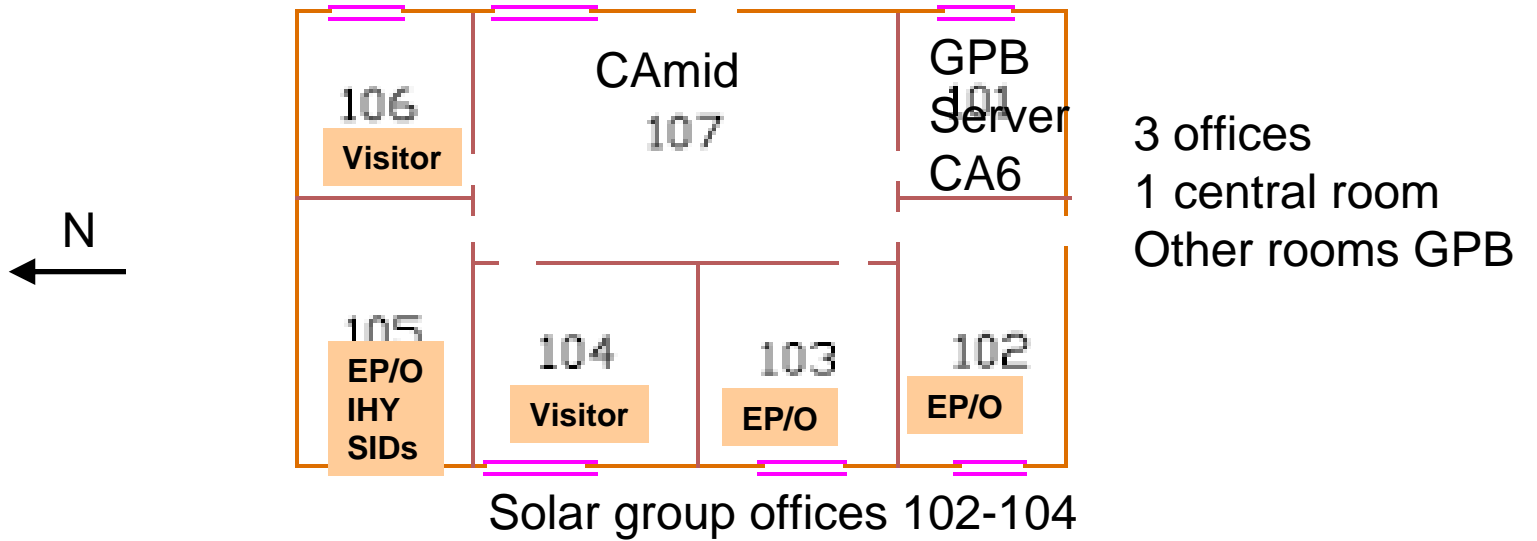 N
106
Visitor
CAmid
107
GPB
101
Server
CA6
3 offices
1 central room
Other rooms GPB
105
EP/O
IHY
SIDs
104
Visitor
103
EP/O
102
EP/O
Solar group offices 102-104